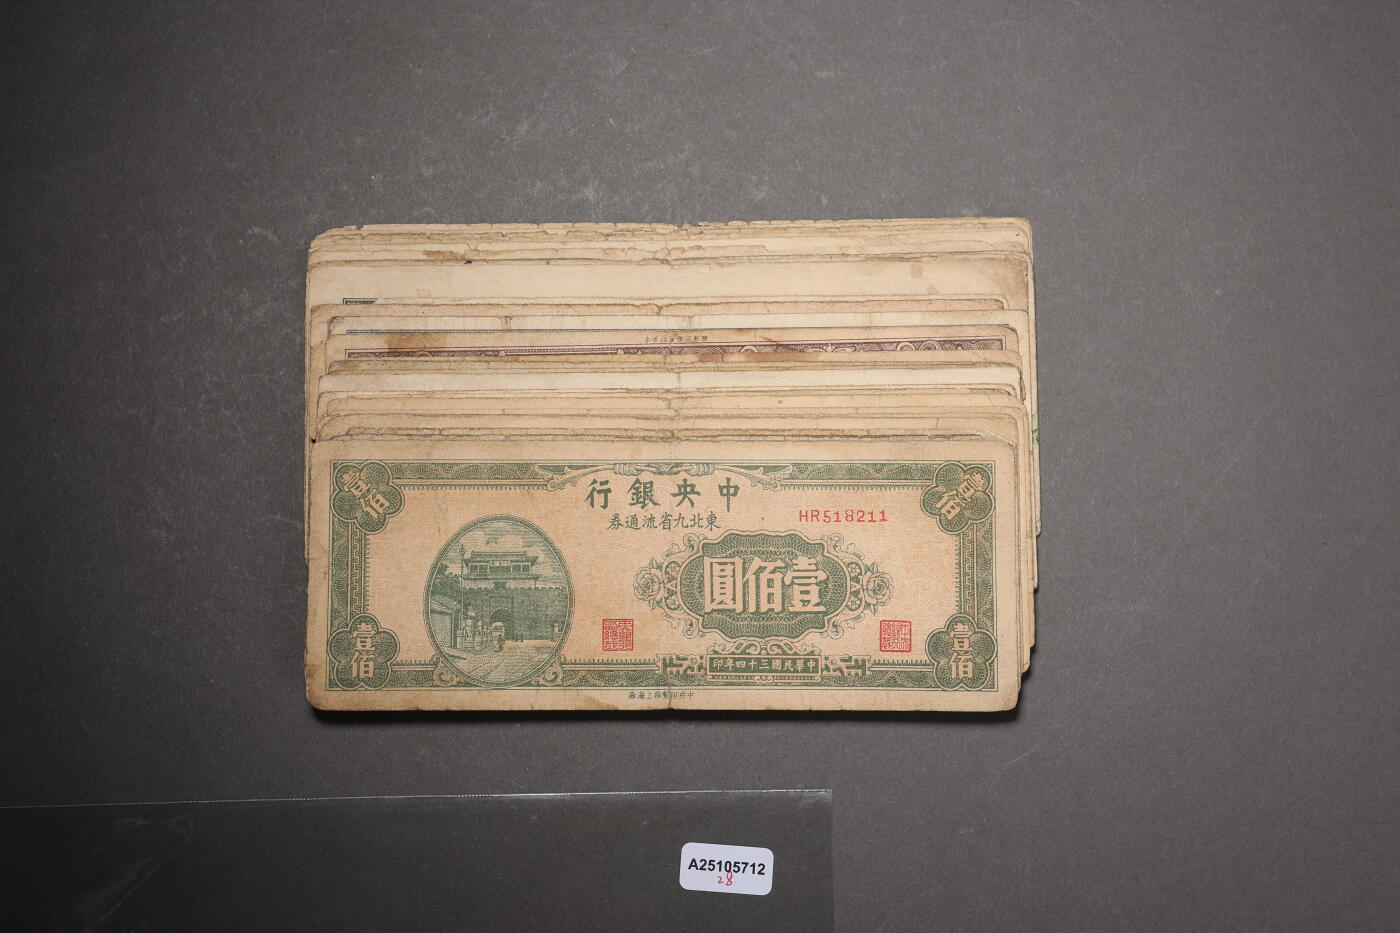 中央銀行
東北九省流通券
HR518211
壹佰
壹佰
壹佰圓
壹佰
壹佰
中華民國三十四年印
中央印製廠上海廠
A25105712
28